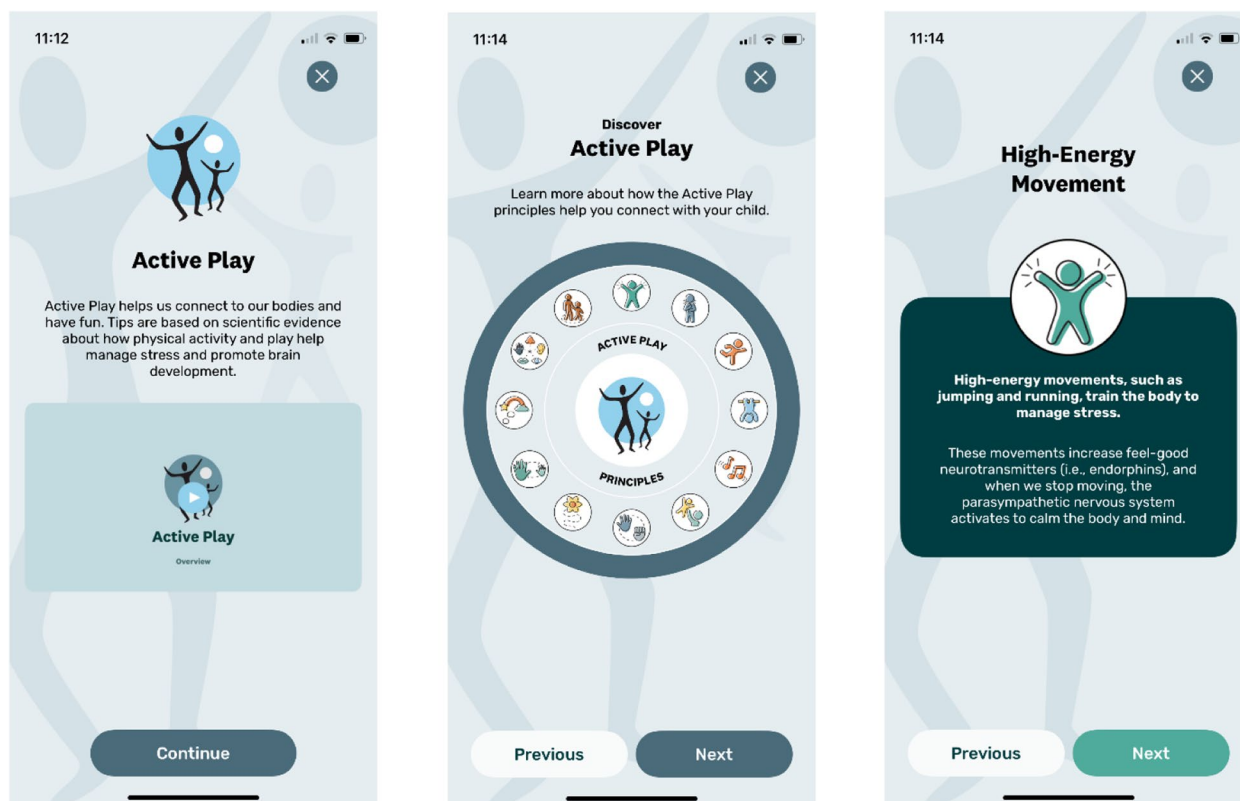 11:12
Active Play
Active Play helps us connect to our bodies and
have fun. Tips are based on scientific evidence
about how physical activity and play help
manage stress and promote brain
development.
Active Play
Overview
Continue
11:14
Discover
Active Play
Learn more about how the Active Play
principles help you connect with your child.
ACTIVE PLAY
PRINCIPLES
Previous
Next
11:14
High-Energy
Movement
High-energy movements, such as
jumping and running, train the body to
manage stress.
These movements increase feel-good
neurotransmitters (i.e., endorphins), and
when we stop moving, the
parasympathetic nervous system
activates to calm the body and mind.
Previous
Next